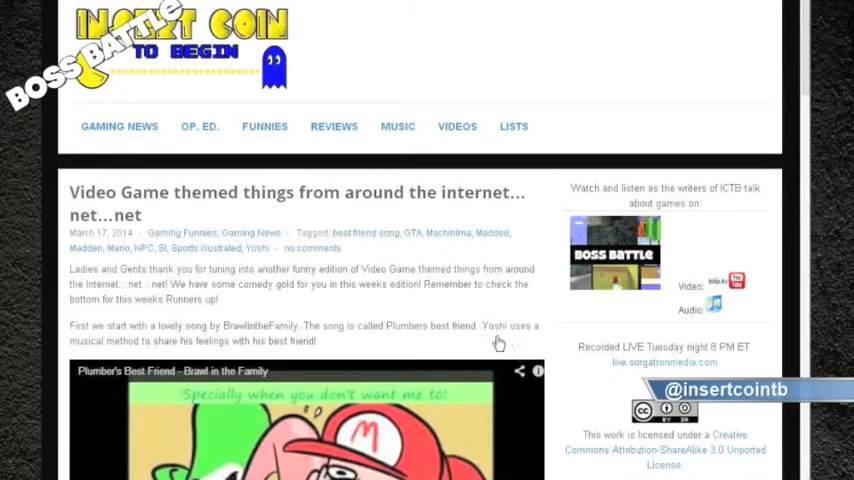 INSERT COIN
TO BEGIN
BOSS BATTLE
GAMING NEWS OP. ED. FUNNIES REVIEWS MUSIC VIDEOS LISTS
Video Game themed things from around the internet...
net...net
March 17, 2014 · Gaming Funnies, Gaming News · Tagged: best friend song, GTA, Machinima, Madded,
Madden, Mario, NPC, SI, Sports illustrated, Yoshi · no comments
Ladies and Gents thank you for tuning into another funny edition of Video Game themed things from around
the Internet...net...net! We have some comedy gold for you in this weeks edition! Remember to check the
bottom for this weeks Runners up!
First we start with a lovely song by BrawlintheFamily. The song is called Plumbers best friend. Yoshi uses a
musical method to share his feelings with his best friend!
Plumber's Best Friend - Brawl in the Family
"Specially when you don't want me to!
M
Watch and listen as the writers of ICTB talk
about games on:
BOSS BATTLE
Video: blip.tv You Tube
Audio:
Recorded LIVE Tuesday night 8 PM ET
live.sorgatronmedia.com
@insertcointb
cc BY SA
This work is licensed under a Creative
Commons Attribution-ShareAlike 3.0 Unported
License.